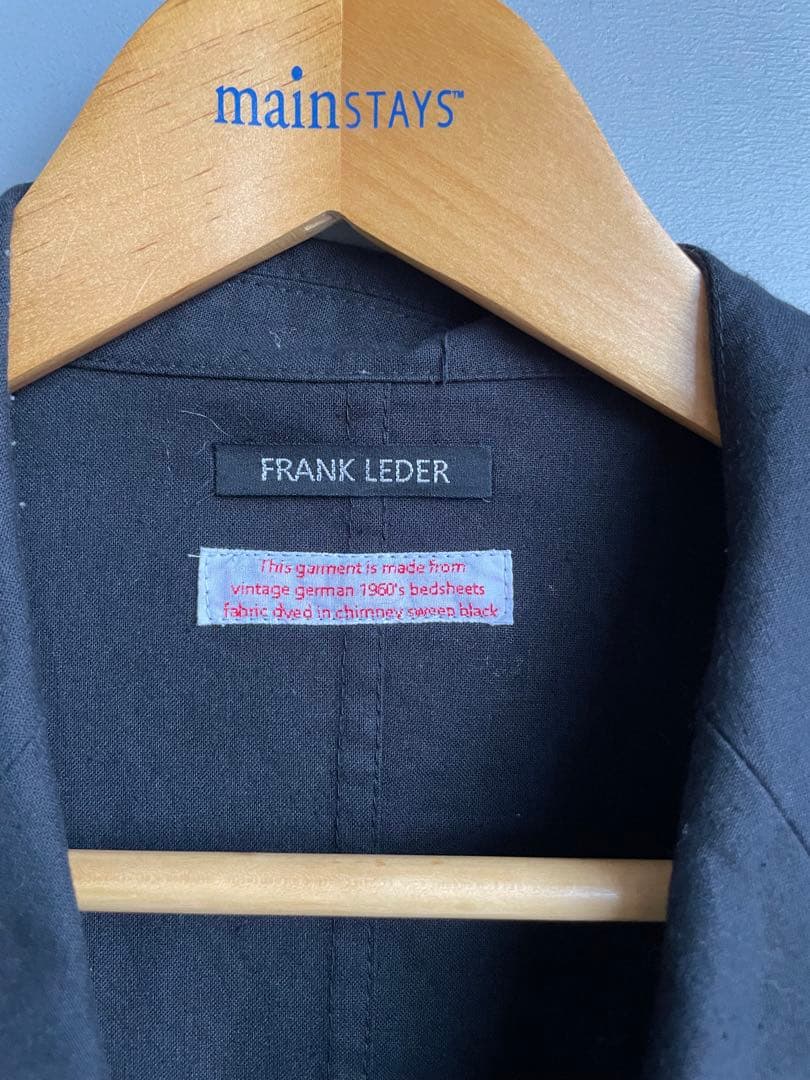 mainSTAYS™
FRANK LEDER
This garment is made from
vintage german 1960's bedsheets
fabric dyed in chimney sweep black